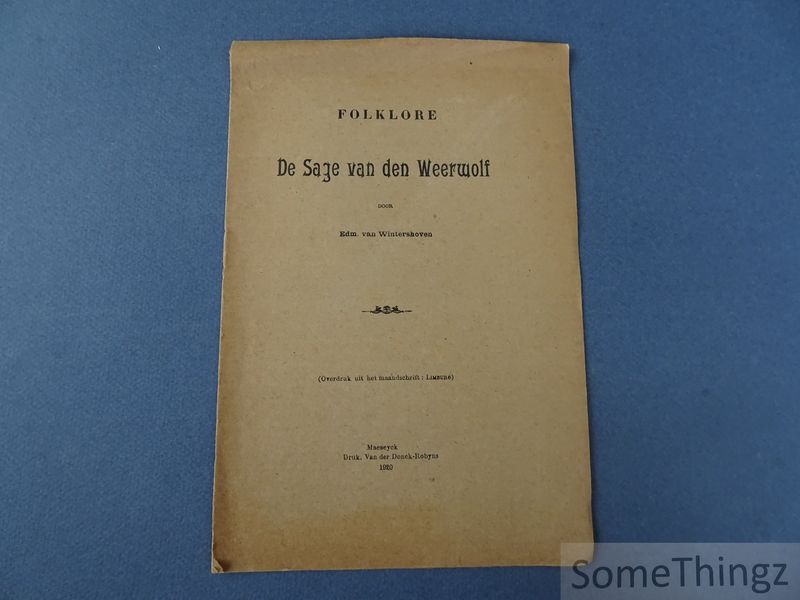 FOLKLORE
De Sage van den Weerwolf
DOOR
Edm. van Wintershoven
(Overdruk uit het maandschrift : LIMBURG)
Maeseyck
Druk. Van der Donck-Robyns
1920
SomeThingz